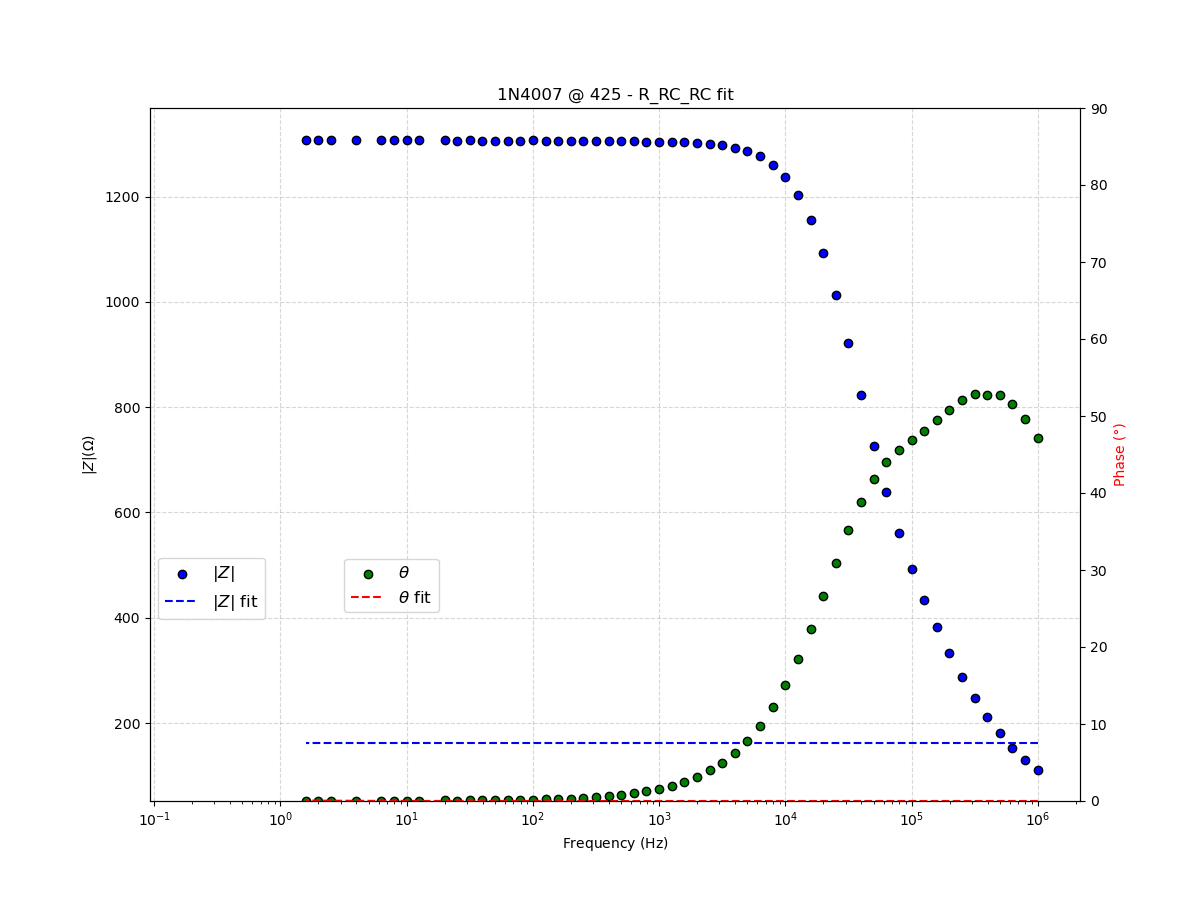 1N4007 @ 425 - R_RC_RC fit
1200
1000
800
600
400
200
|Z|(Ω)
90
80
70
60
50
40
30
20
10
0
Phase (°)
|Z|
|Z| fit
θ
θ fit
10⁻¹ 10⁰ 10¹ 10² 10³ 10⁴ 10⁵ 10⁶
Frequency (Hz)